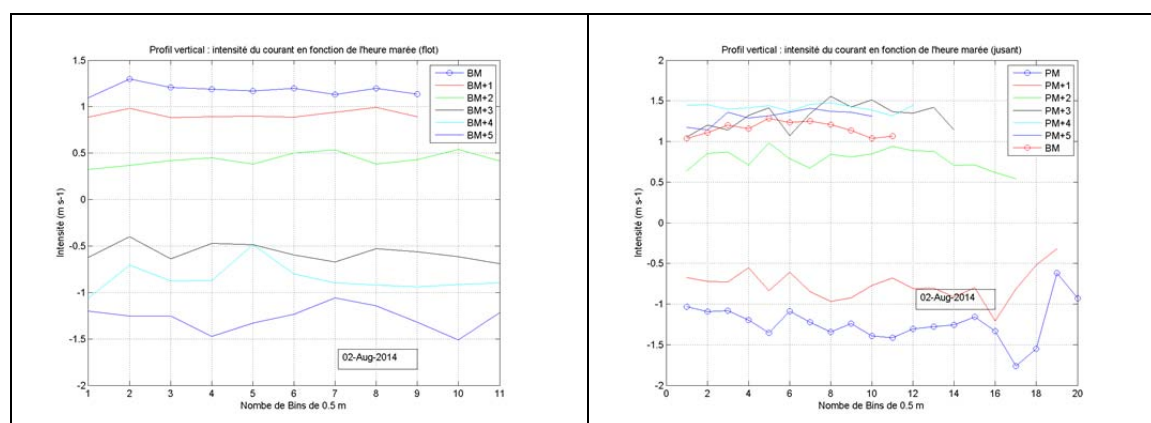 Profil vertical : intensité du courant en fonction de l'heure marée (flot)
1.5
1
0.5
0
-0.5
-1
-1.5
-2
Intensité (m s-1)
BM
BM+1
BM+2
BM+3
BM+4
BM+5
02-Aug-2014
1 2 3 4 5 6 7 8 9 10 11
Nombe de Bins de 0.5 m
Profil vertical : intensité du courant en fonction de l'heure marée (jusant)
2
1.5
1
0.5
0
-0.5
-1
-1.5
-2
Intensité (m s-1)
PM
PM+1
PM+2
PM+3
PM+4
PM+5
BM
02-Aug-2014
0 2 4 6 8 10 12 14 16 18 20
Nombe de Bins de 0.5 m